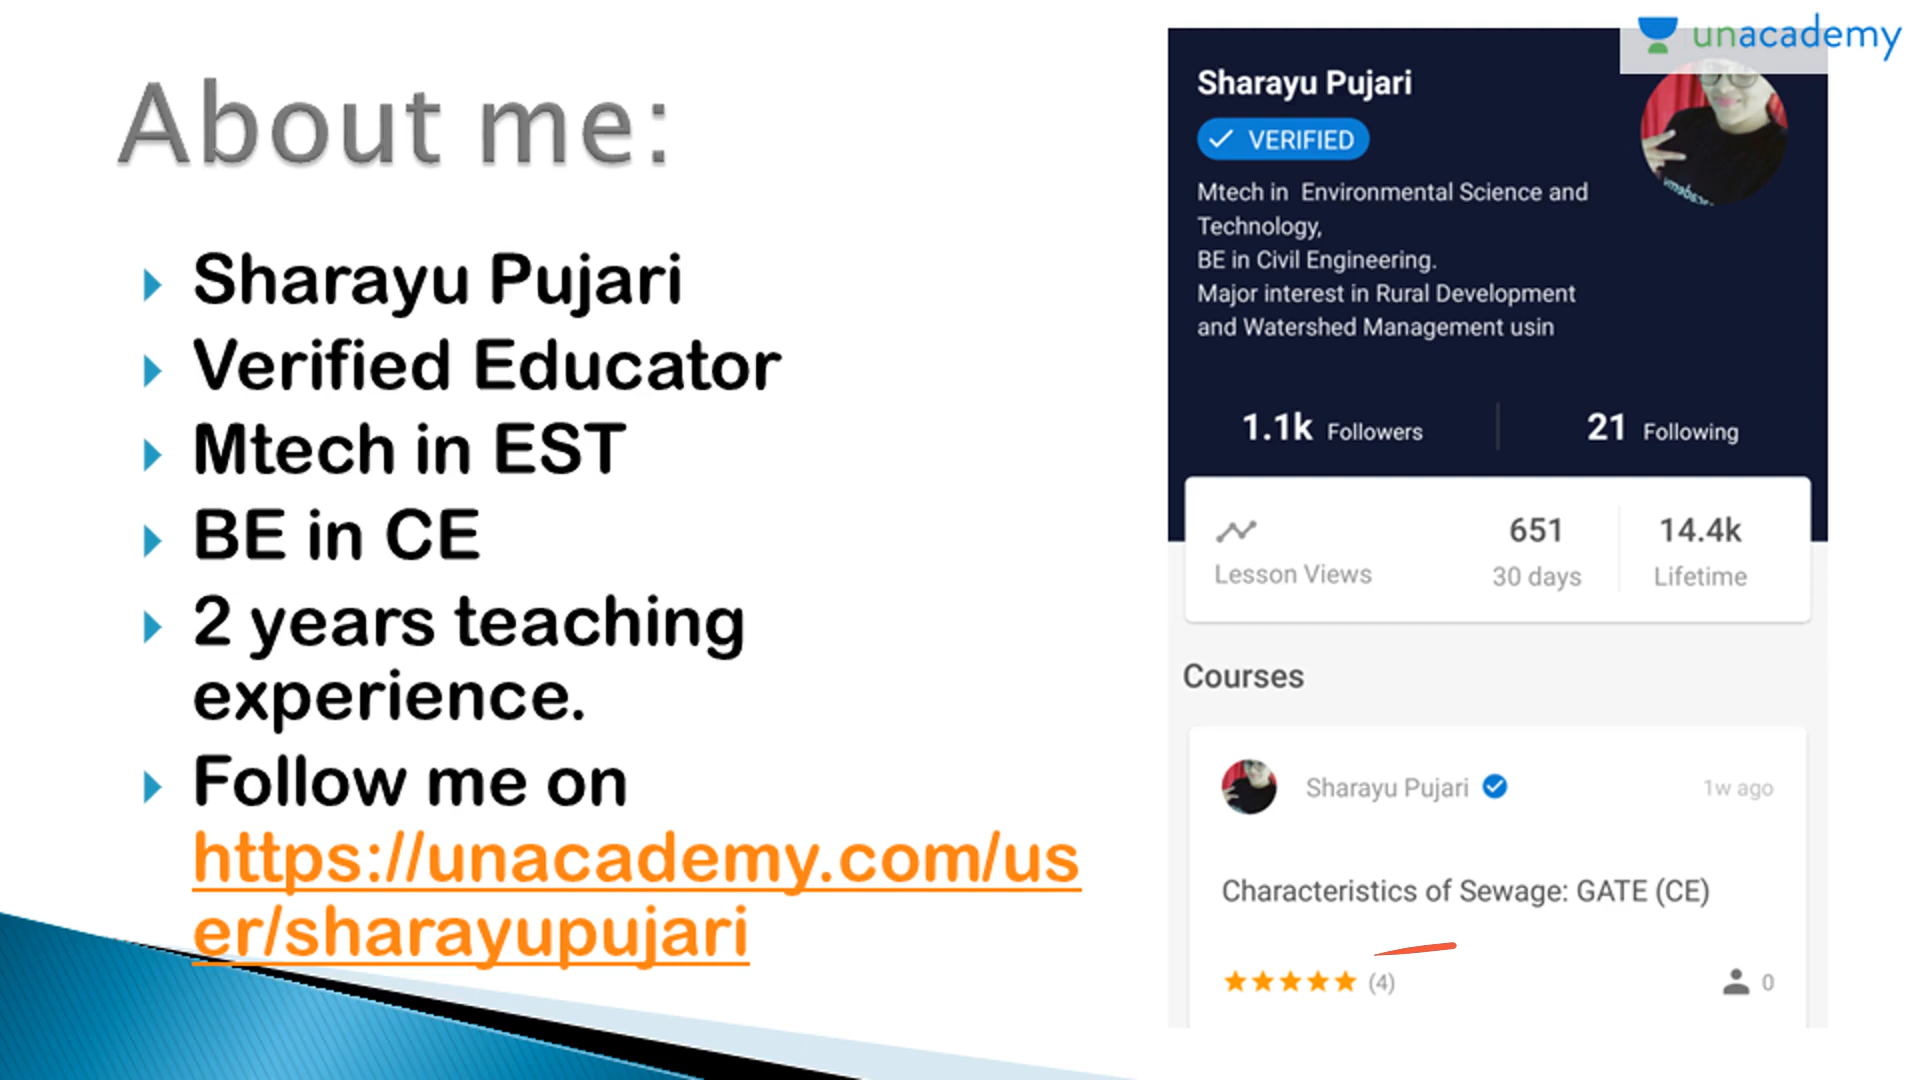 unacademy
About me:
Sharayu Pujari
Verified Educator
Mtech in EST
BE in CE
2 years teaching
experience.
Follow me on
https://unacademy.com/us
er/sharayupujari
Sharayu Pujari
VERIFIED
Mtech in Environmental Science and
Technology,
BE in Civil Engineering.
Major interest in Rural Development
and Watershed Management usin
1.1k Followers
21 Following
Lesson Views
651
30 days
14.4k
Lifetime
Courses
Sharayu Pujari
1w ago
Characteristics of Sewage: GATE (CE)
(4)
0